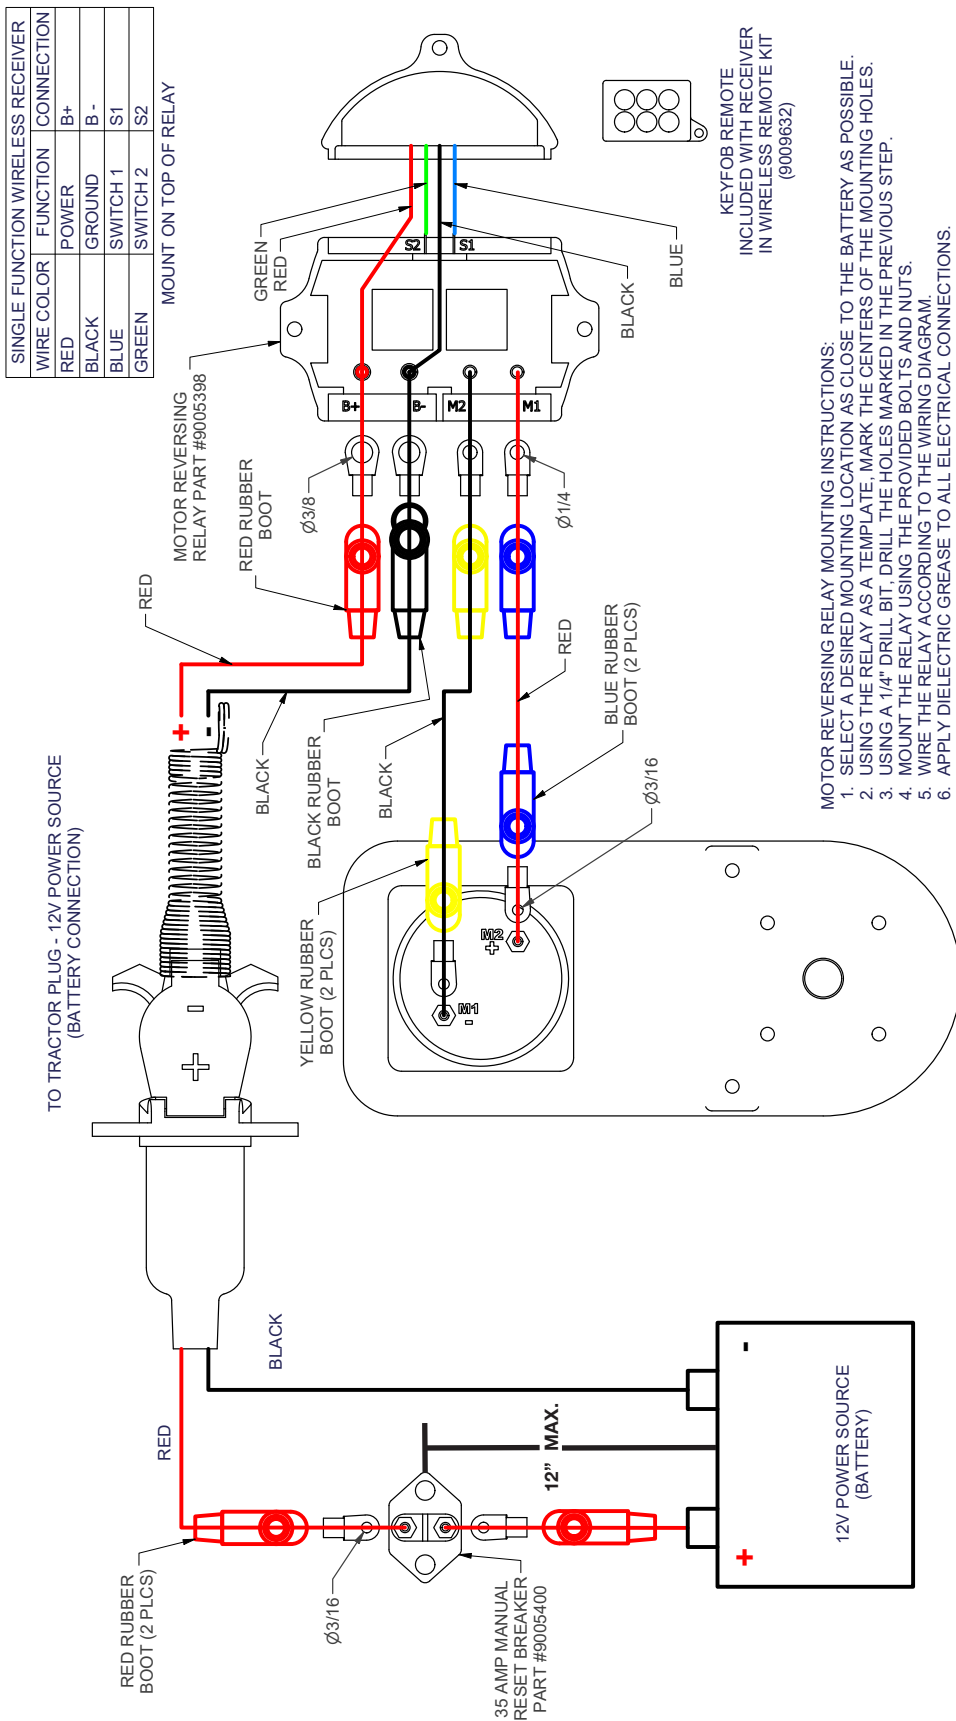 SINGLE FUNCTION WIRELESS RECEIVER
WIRE COLOR FUNCTION CONNECTION
RED POWER B+
BLACK GROUND B -
BLUE SWITCH 1 S1
GREEN SWITCH 2 S2
MOUNT ON TOP OF RELAY
TO TRACTOR PLUG - 12V POWER SOURCE
(BATTERY CONNECTION)
MOTOR REVERSING
RELAY PART #9005398
GREEN
RED
RED
RED RUBBER
BOOT
Ø3/8
B+
B-
M2
M1
S2
S1
BLACK
BLUE
KEYFOB REMOTE
INCLUDED WITH RECEIVER
IN WIRELESS REMOTE KIT
(9009632)
+
-
BLACK
BLACK RUBBER
BOOT
BLACK
Ø1/4
RED
BLUE RUBBER
BOOT (2 PLCS)
Ø3/16
YELLOW RUBBER
BOOT (2 PLCS)
M2
+
M1
-
+
-
RED
BLACK
RED RUBBER
BOOT (2 PLCS)
Ø3/16
35 AMP MANUAL
RESET BREAKER
PART #9005400
12” MAX.
+
-
12V POWER SOURCE
(BATTERY)
MOTOR REVERSING RELAY MOUNTING INSTRUCTIONS:
1. SELECT A DESIRED MOUNTING LOCATION AS CLOSE TO THE BATTERY AS POSSIBLE.
2. USING THE RELAY AS A TEMPLATE, MARK THE CENTERS OF THE MOUNTING HOLES.
3. USING A 1/4" DRILL BIT, DRILL THE HOLES MARKED IN THE PREVIOUS STEP.
4. MOUNT THE RELAY USING THE PROVIDED BOLTS AND NUTS.
5. WIRE THE RELAY ACCORDING TO THE WIRING DIAGRAM.
6. APPLY DIELECTRIC GREASE TO ALL ELECTRICAL CONNECTIONS.